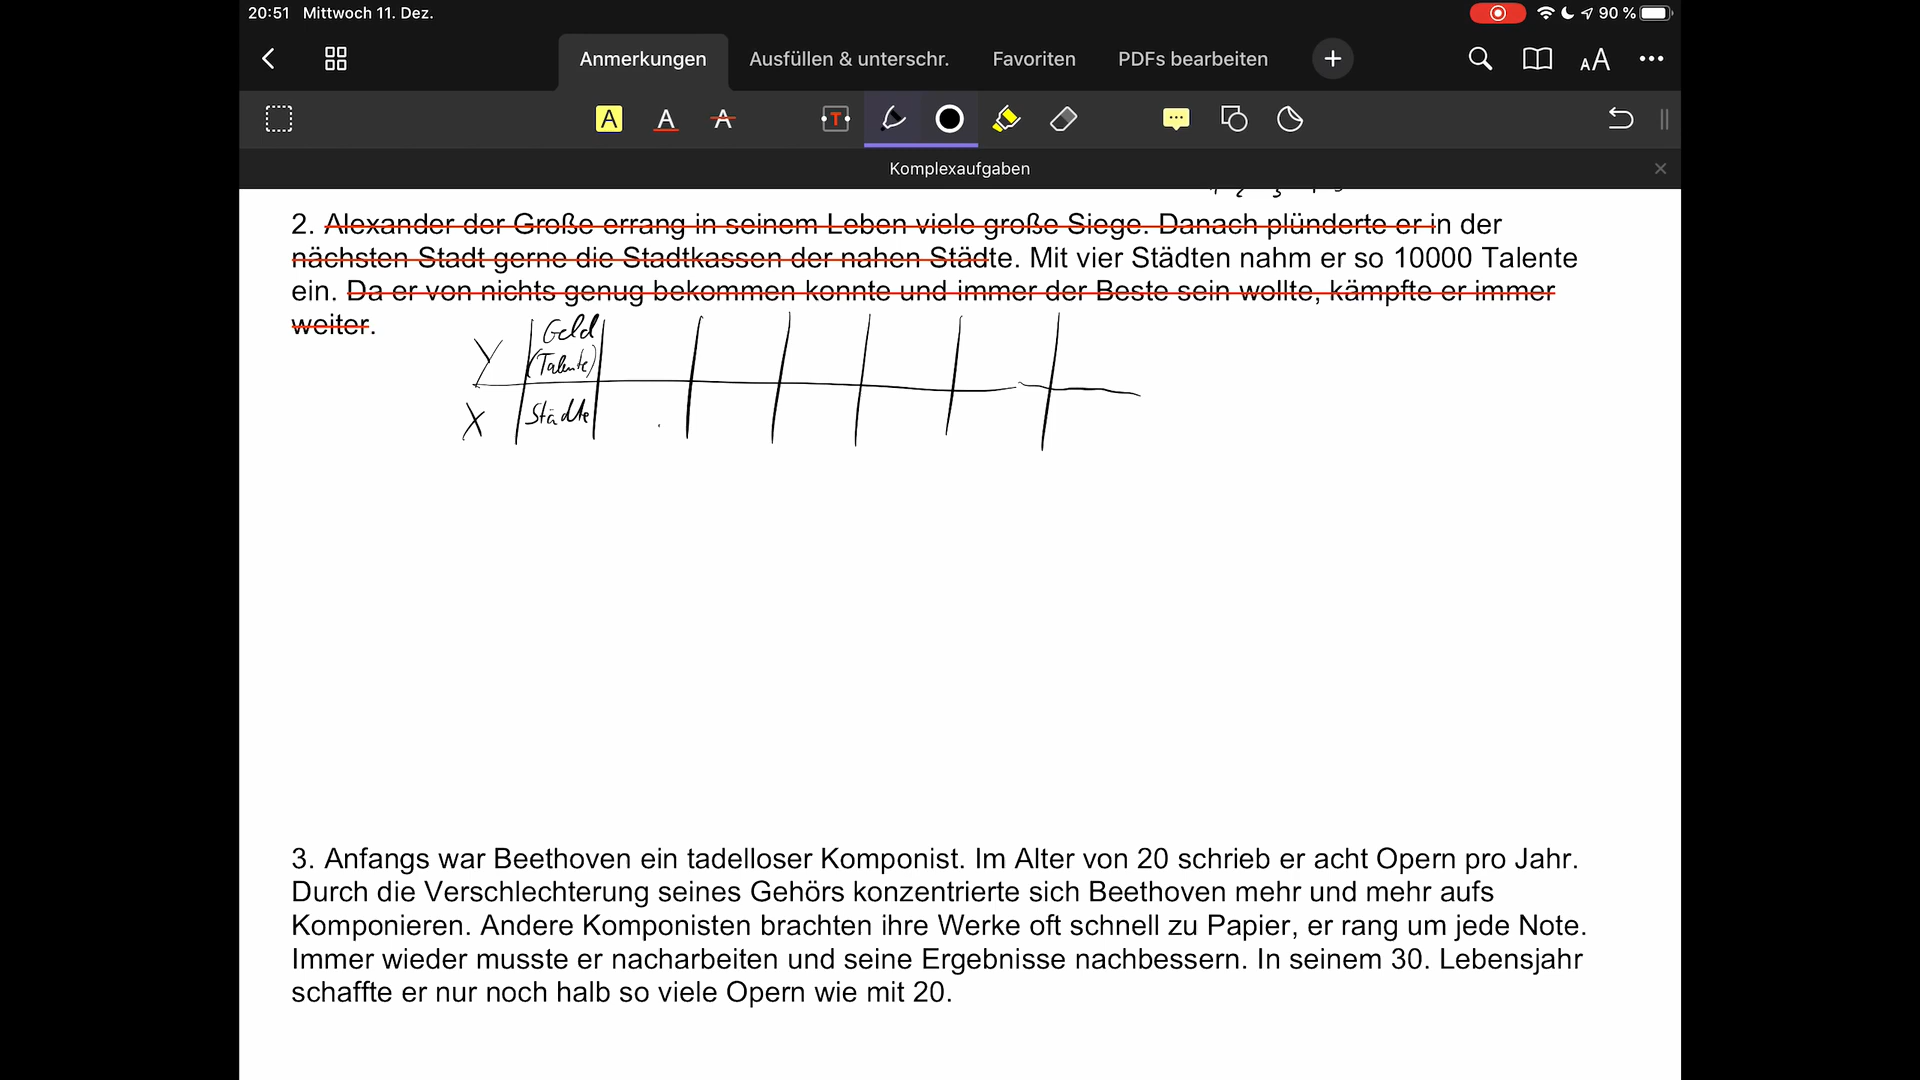 20:51 Mittwoch 11. Dez. 90 %
Anmerkungen Ausfüllen & unterschr. Favoriten PDFs bearbeiten
Komplexaufgaben
2. Alexander der Große errang in seinem Leben viele große Siege. Danach plünderte er in der
nächsten Stadt gerne die Stadtkassen der nahen Städte. Mit vier Städten nahm er so 10000 Talente
ein. Da er von nichts genug bekommen konnte und immer der Beste sein wollte, kämpfte er immer
weiter.
Y Geld
(Talente)
X Städte
3. Anfangs war Beethoven ein tadelloser Komponist. Im Alter von 20 schrieb er acht Opern pro Jahr.
Durch die Verschlechterung seines Gehörs konzentrierte sich Beethoven mehr und mehr aufs
Komponieren. Andere Komponisten brachten ihre Werke oft schnell zu Papier, er rang um jede Note.
Immer wieder musste er nacharbeiten und seine Ergebnisse nachbessern. In seinem 30. Lebensjahr
schaffte er nur noch halb so viele Opern wie mit 20.